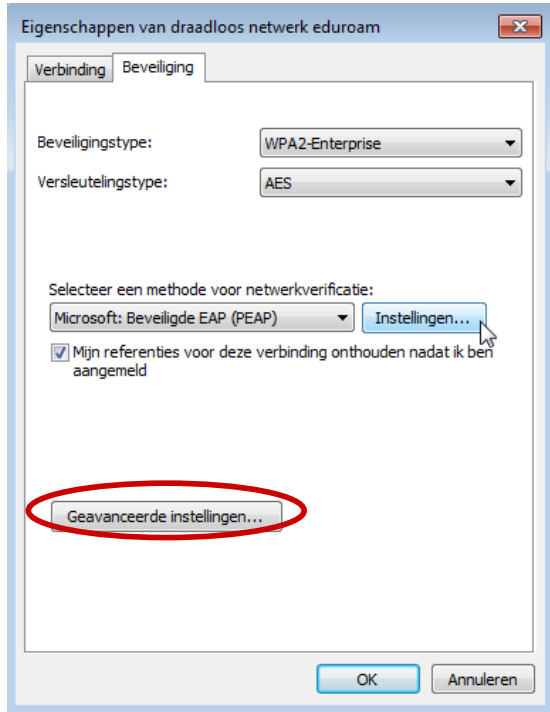 Eigenschappen van draadloos netwerk eduroam
Verbinding
Beveiliging
Beveiligingstype:
WPA2-Enterprise
Versleutelingstype:
AES
Selecteer een methode voor netwerkverificatie:
Microsoft: Beveiligde EAP (PEAP)
Instellingen...
Mijn referenties voor deze verbinding onthouden nadat ik ben
aangemeld
Geavanceerde instellingen...
OK
Annuleren